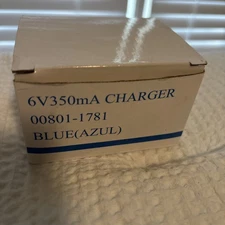 6V350mA CHARGER
00801-1781
BLUE(AZUL)